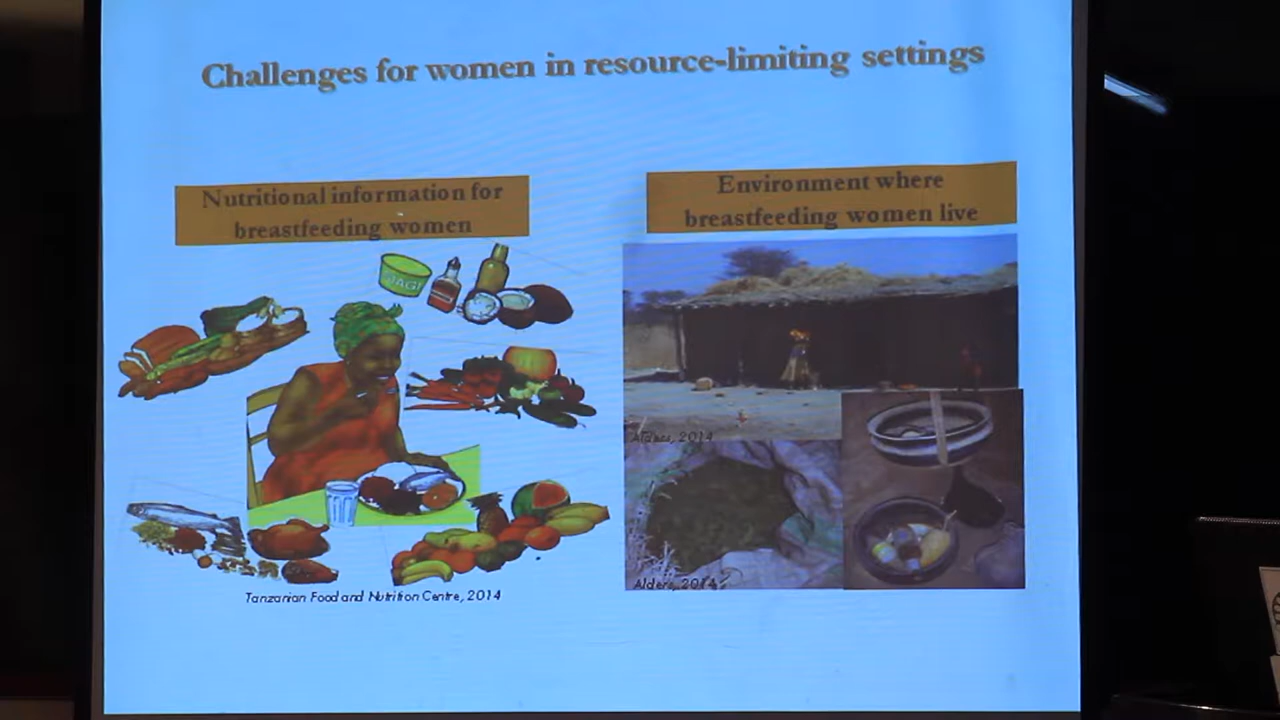 Challenges for women in resource-limiting settings
Nutritional information for
breastfeeding women
Environment where
breastfeeding women live
Alders, 2014
Alders, 2014
Tanzanian Food and Nutrition Centre, 2014